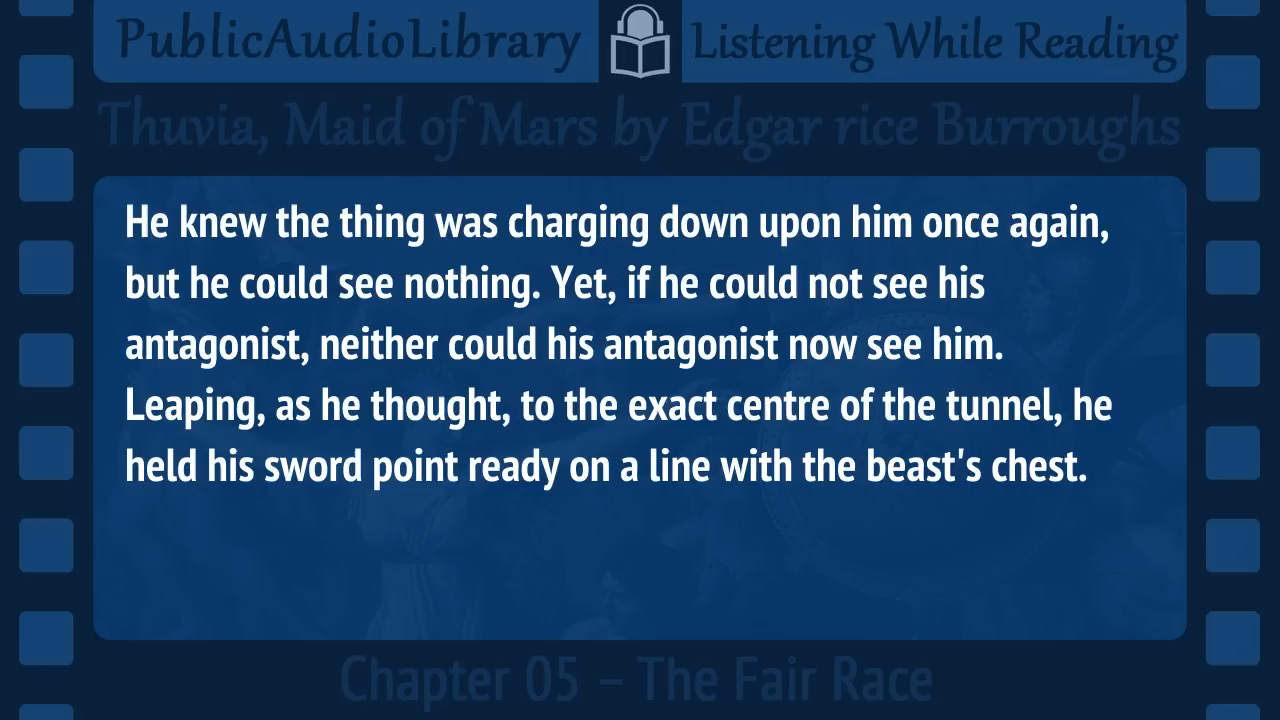 PublicAudioLibrary Listening While Reading
Thuvia, Maid of Mars by Edgar rice Burroughs
He knew the thing was charging down upon him once again,
but he could see nothing. Yet, if he could not see his
antagonist, neither could his antagonist now see him.
Leaping, as he thought, to the exact centre of the tunnel, he
held his sword point ready on a line with the beast's chest.
Chapter 05 – The Fair Race